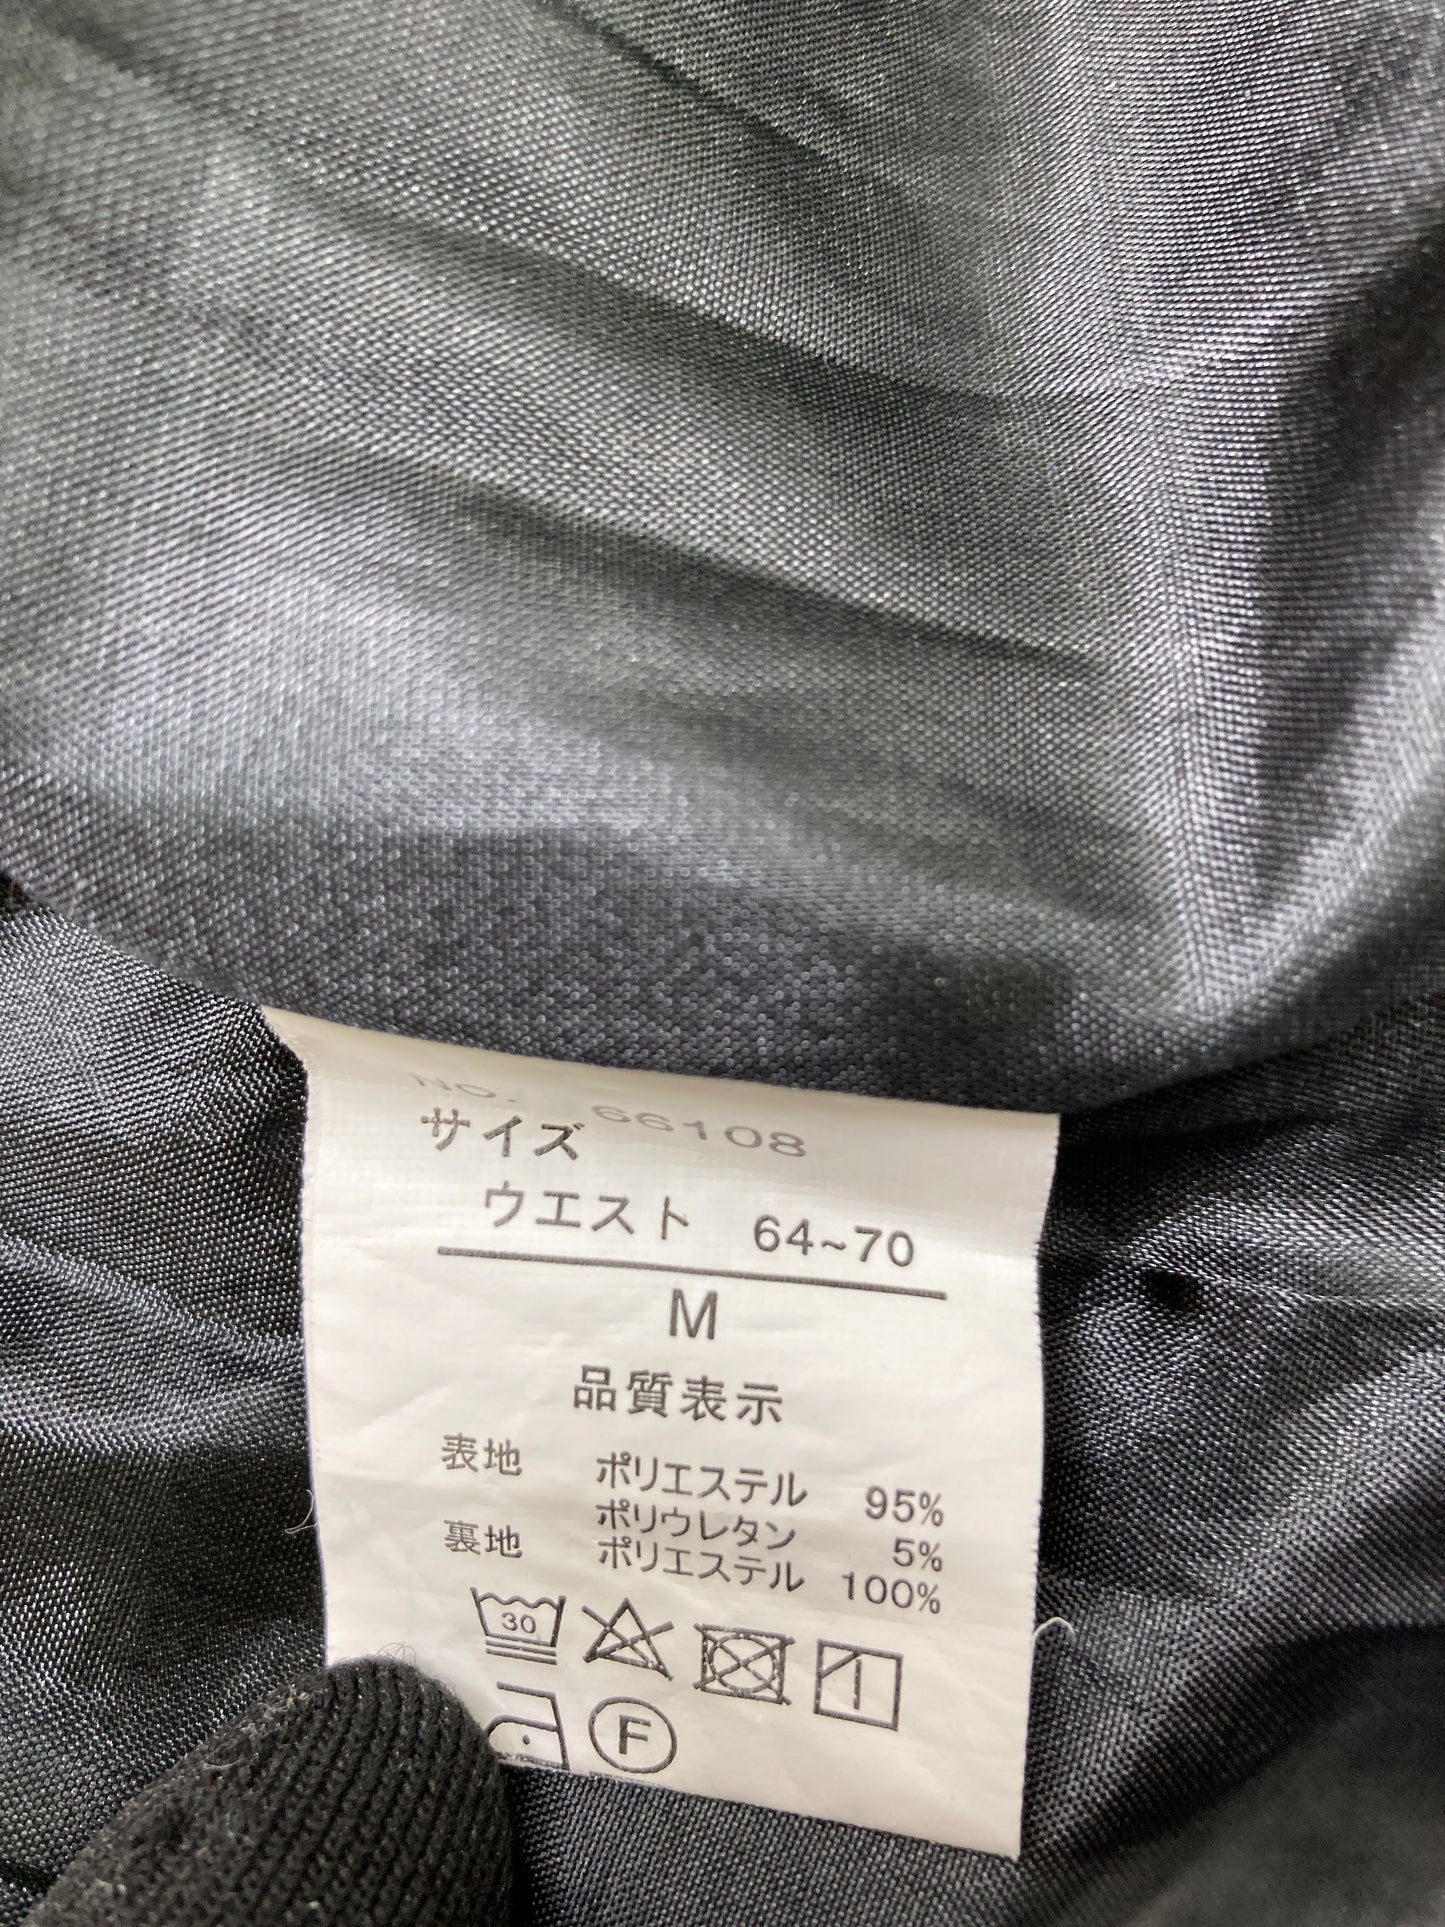 NO. 66108
サイズ
ウエスト 64~70
M
品質表示
表地 ポリエステル 95%
ポリウレタン 5%
裏地 ポリエステル 100%
30
F